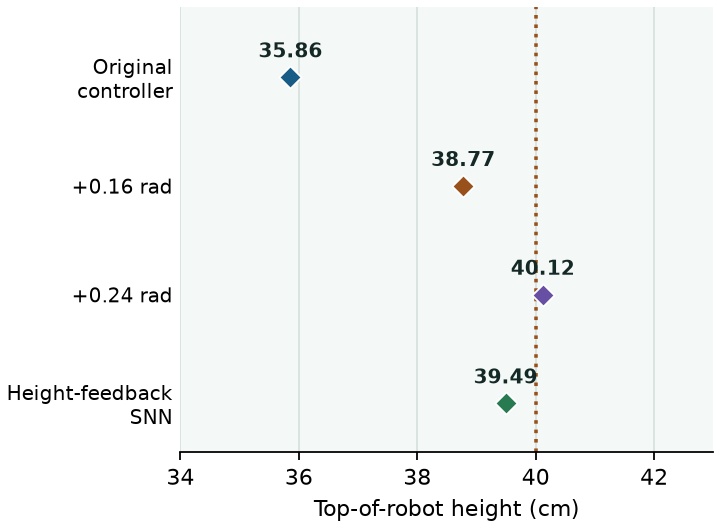 35.86
Original
controller
38.77
+0.16 rad
40.12
+0.24 rad
39.49
Height-feedback
SNN
34 36 38 40 42
Top-of-robot height (cm)